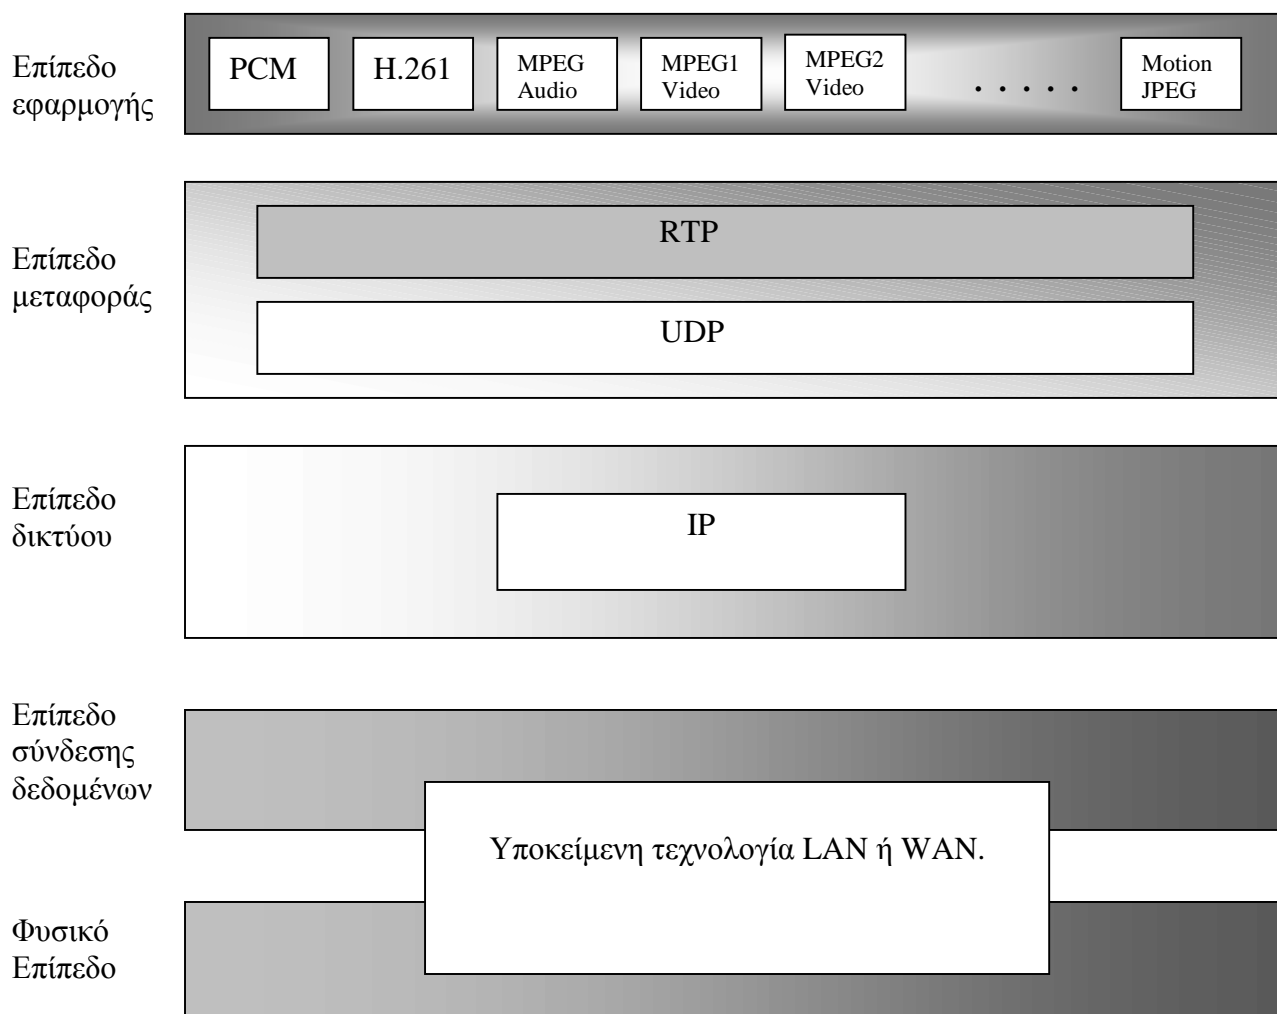 Επίπεδο
εφαρμογής
PCM
H.261
MPEG
Audio
MPEG1
Video
MPEG2
Video
. . . . .
Motion
JPEG
Επίπεδο
μεταφοράς
RTP
UDP
Επίπεδο
δικτύου
IP
Επίπεδο
σύνδεσης
δεδομένων
Υποκείμενη τεχνολογία LAN ή WAN.
Φυσικό
Επίπεδο